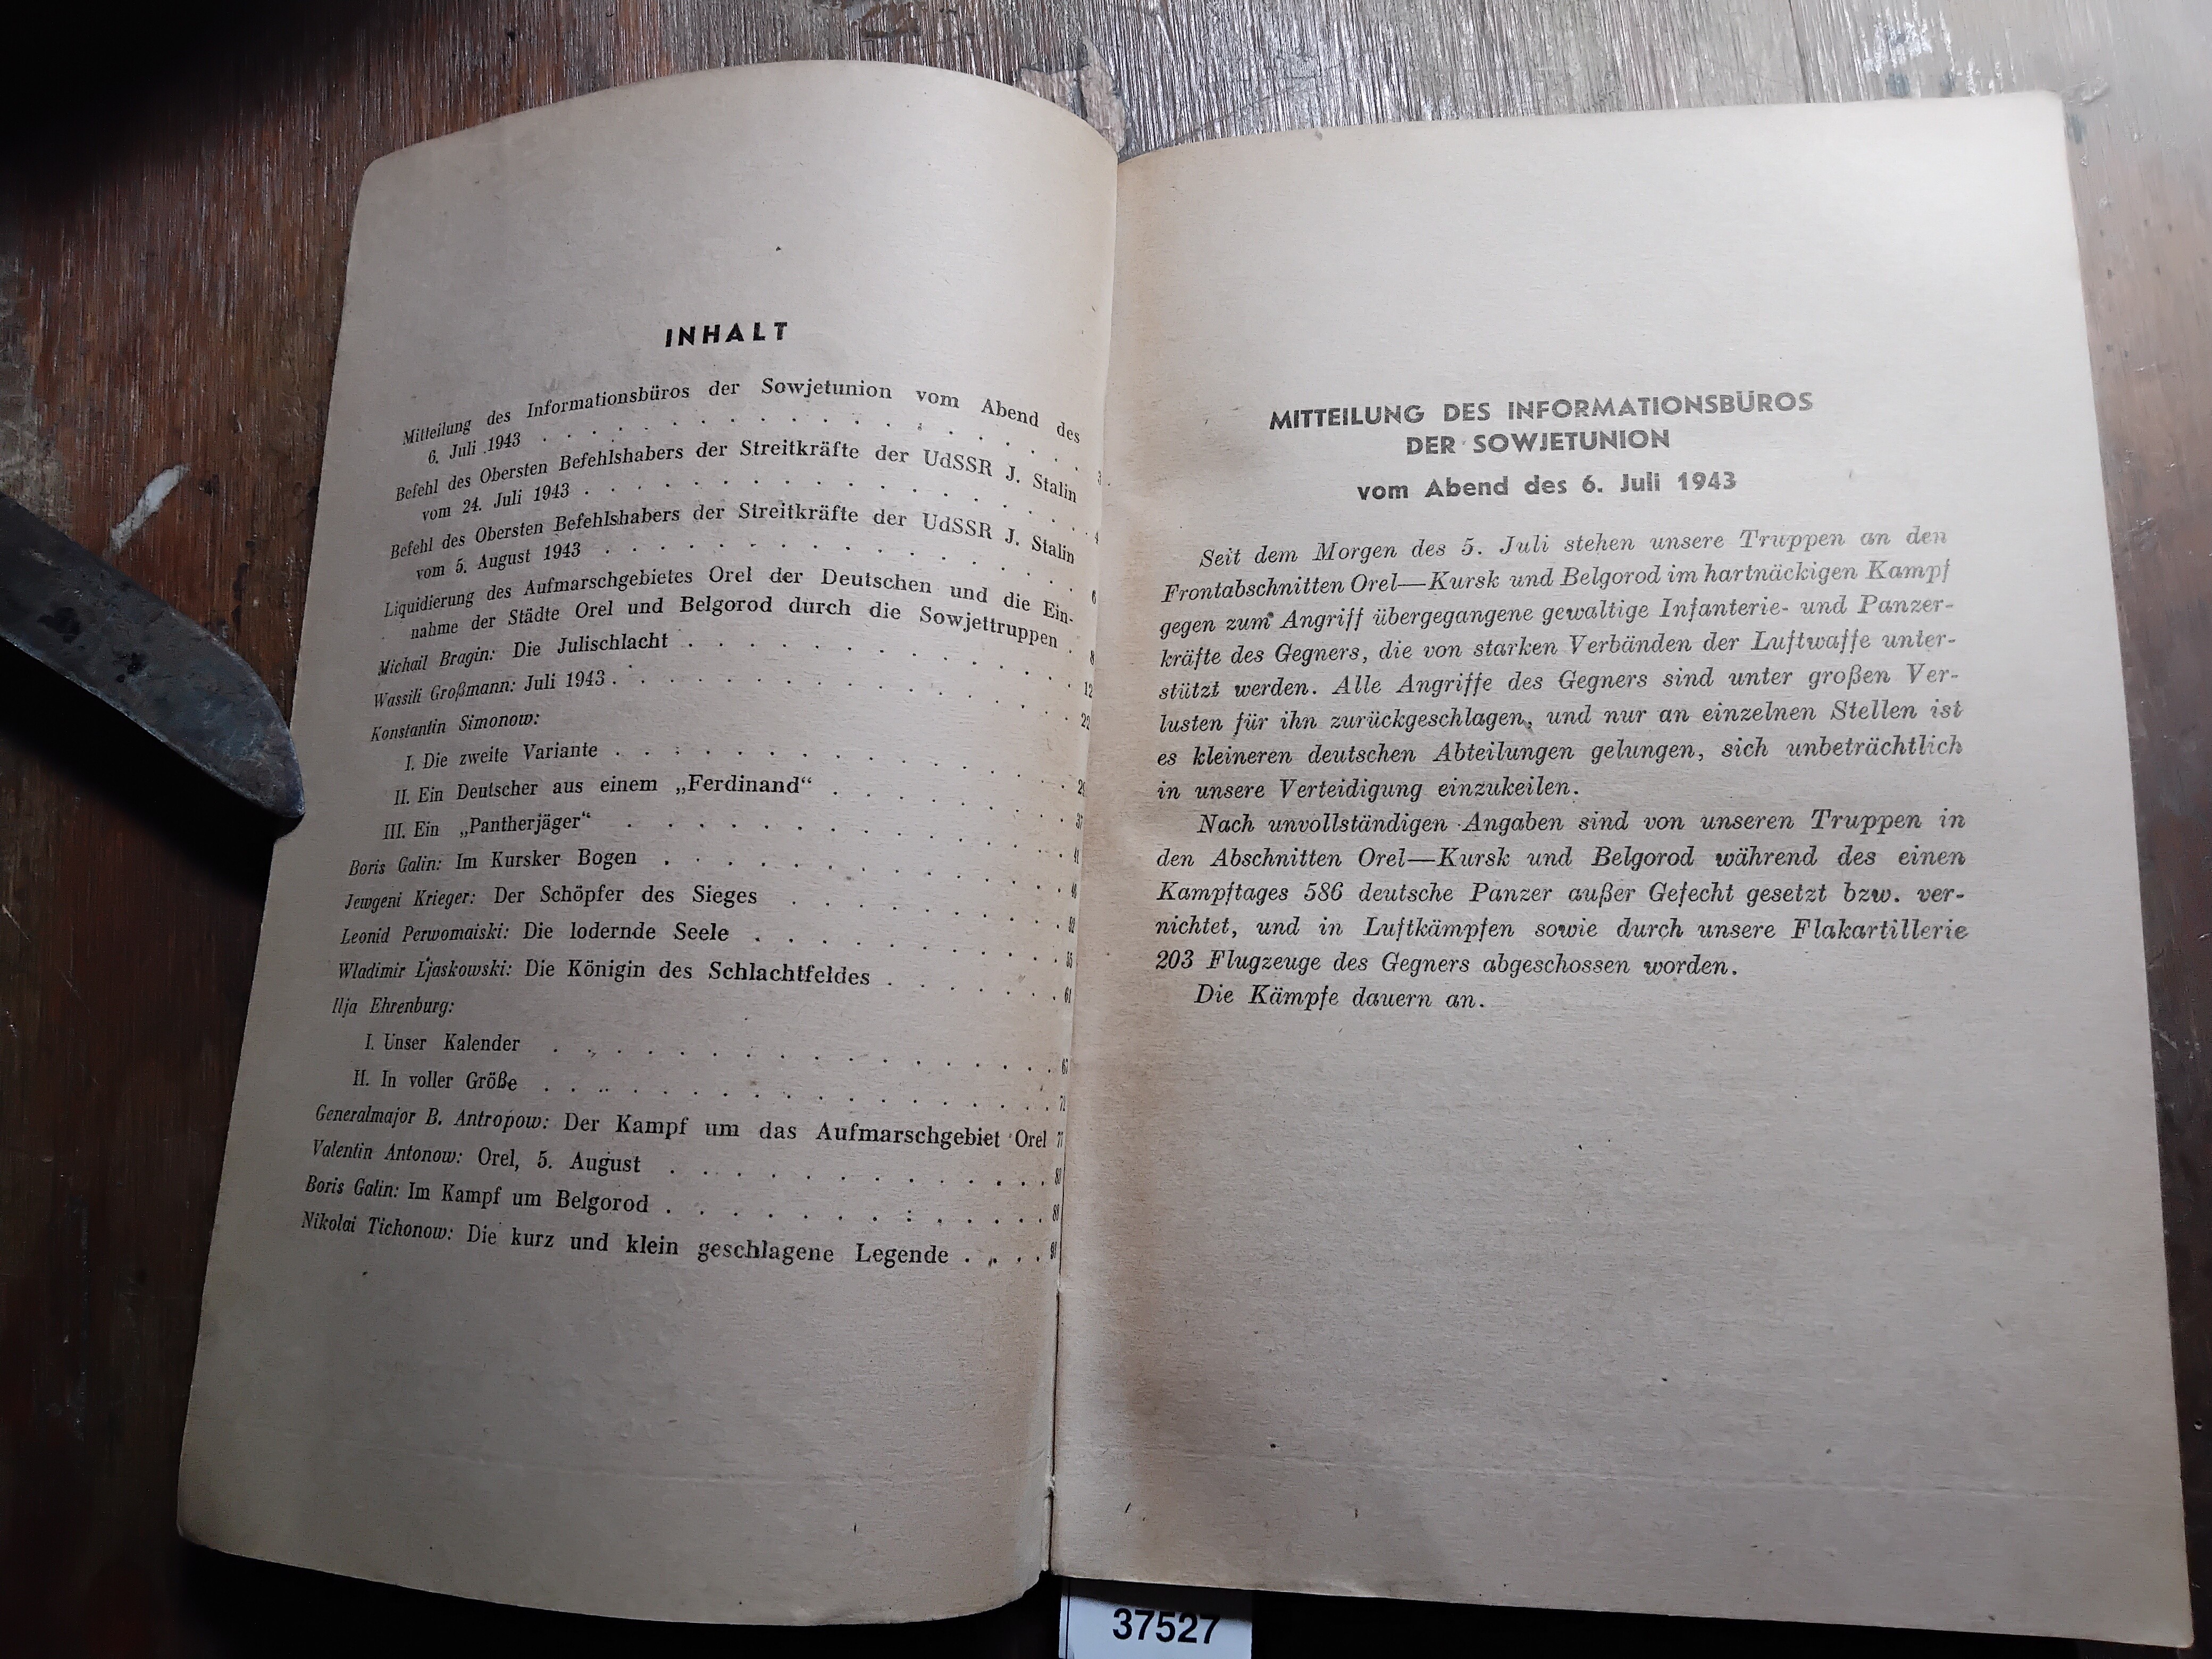 INHALT
Mitteilung des Informationsbüros der Sowjetunion vom Abend des
6. Juli 1943 . . . . . . . . . . . . . . . . 3
Befehl des Obersten Befehlshabers der Streitkräfte der UdSSR J. Stalin
vom 24. Juli 1943 . . . . . . . . . . . . . . . 4
Befehl des Obersten Befehlshabers der Streitkräfte der UdSSR J. Stalin
vom 5. August 1943 . . . . . . . . . . . . . . 6
Liquidierung des Aufmarschgebietes Orel der Deutschen und die Ein-
nahme der Städte Orel und Belgorod durch die Sowjettruppen . 8
Michail Bragin: Die Julischlacht . . . . . . . . . . . . 12
Wassili Großmann: Juli 1943 . . . . . . . . . . . . . . 22
Konstantin Simonow:
I. Die zweite Variante . . . . . . . . . . . . . .
II. Ein Deutscher aus einem „Ferdinand“ . . . . . . . . 37
III. Ein „Pantherjäger“ . . . . . . . . . . . . . . 41
Boris Galin: Im Kursker Bogen . . . . . . . . . . . . .
Jewgeni Krieger: Der Schöpfer des Sieges . . . . . . . . . 52
Leonid Perwomaiski: Die lodernde Seele . . . . . . . . . . 55
Wladimir Ljaskowski: Die Königin des Schlachtfeldes . . . . . . 61
Ilja Ehrenburg:
I. Unser Kalender . . . . . . . . . . . . . . .
II. In voller Größe . . . . . . . . . . . . . . .
Generalmajor B. Antropow: Der Kampf um das Aufmarschgebiet Orel 77
Valentin Antonow: Orel, 5. August . . . . . . . . . . . .
Boris Galin: Im Kampf um Belgorod . . . . . . . . . . . .
Nikolai Tichonow: Die kurz und klein geschlagene Legende . . . .
MITTEILUNG DES INFORMATIONSBÜROS
DER SOWJETUNION
vom Abend des 6. Juli 1943
Seit dem Morgen des 5. Juli stehen unsere Truppen an den
Frontabschnitten Orel—Kursk und Belgorod im hartnäckigen Kampf
gegen zum Angriff übergegangene gewaltige Infanterie- und Panzer-
kräfte des Gegners, die von starken Verbänden der Luftwaffe unter-
stützt werden. Alle Angriffe des Gegners sind unter großen Ver-
lusten für ihn zurückgeschlagen, und nur an einzelnen Stellen ist
es kleineren deutschen Abteilungen gelungen, sich unbeträchtlich
in unsere Verteidigung einzukeilen.
Nach unvollständigen Angaben sind von unseren Truppen in
den Abschnitten Orel—Kursk und Belgorod während des einen
Kampftages 586 deutsche Panzer außer Gefecht gesetzt bzw. ver-
nichtet, und in Luftkämpfen sowie durch unsere Flakartillerie
203 Flugzeuge des Gegners abgeschossen worden.
Die Kämpfe dauern an.
37527